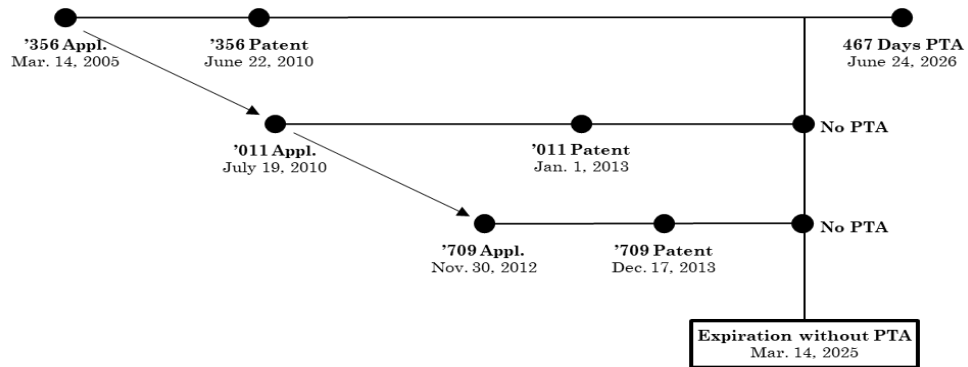 ’356 Appl.
Mar. 14, 2005
’356 Patent
June 22, 2010
467 Days PTA
June 24, 2026
’011 Appl.
July 19, 2010
’011 Patent
Jan. 1, 2013
No PTA
’709 Appl.
Nov. 30, 2012
’709 Patent
Dec. 17, 2013
No PTA
Expiration without PTA
Mar. 14, 2025